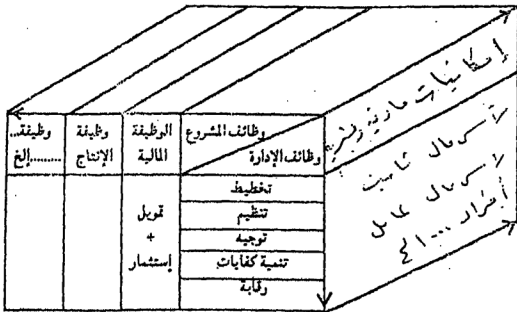 إمكانيات مادية وبشرية
رأس مال ثابت
رأس مال عامل
أفراد ... الخ
وظائف المشروع
وظائف الإدارة
الوظيفة المالية
وظيفة الإنتاج
وظيفة...
........إلخ
تخطيط
تنظيم
توجيه
تنمية كفايات
رقابة
تمويل
+
إستثمار